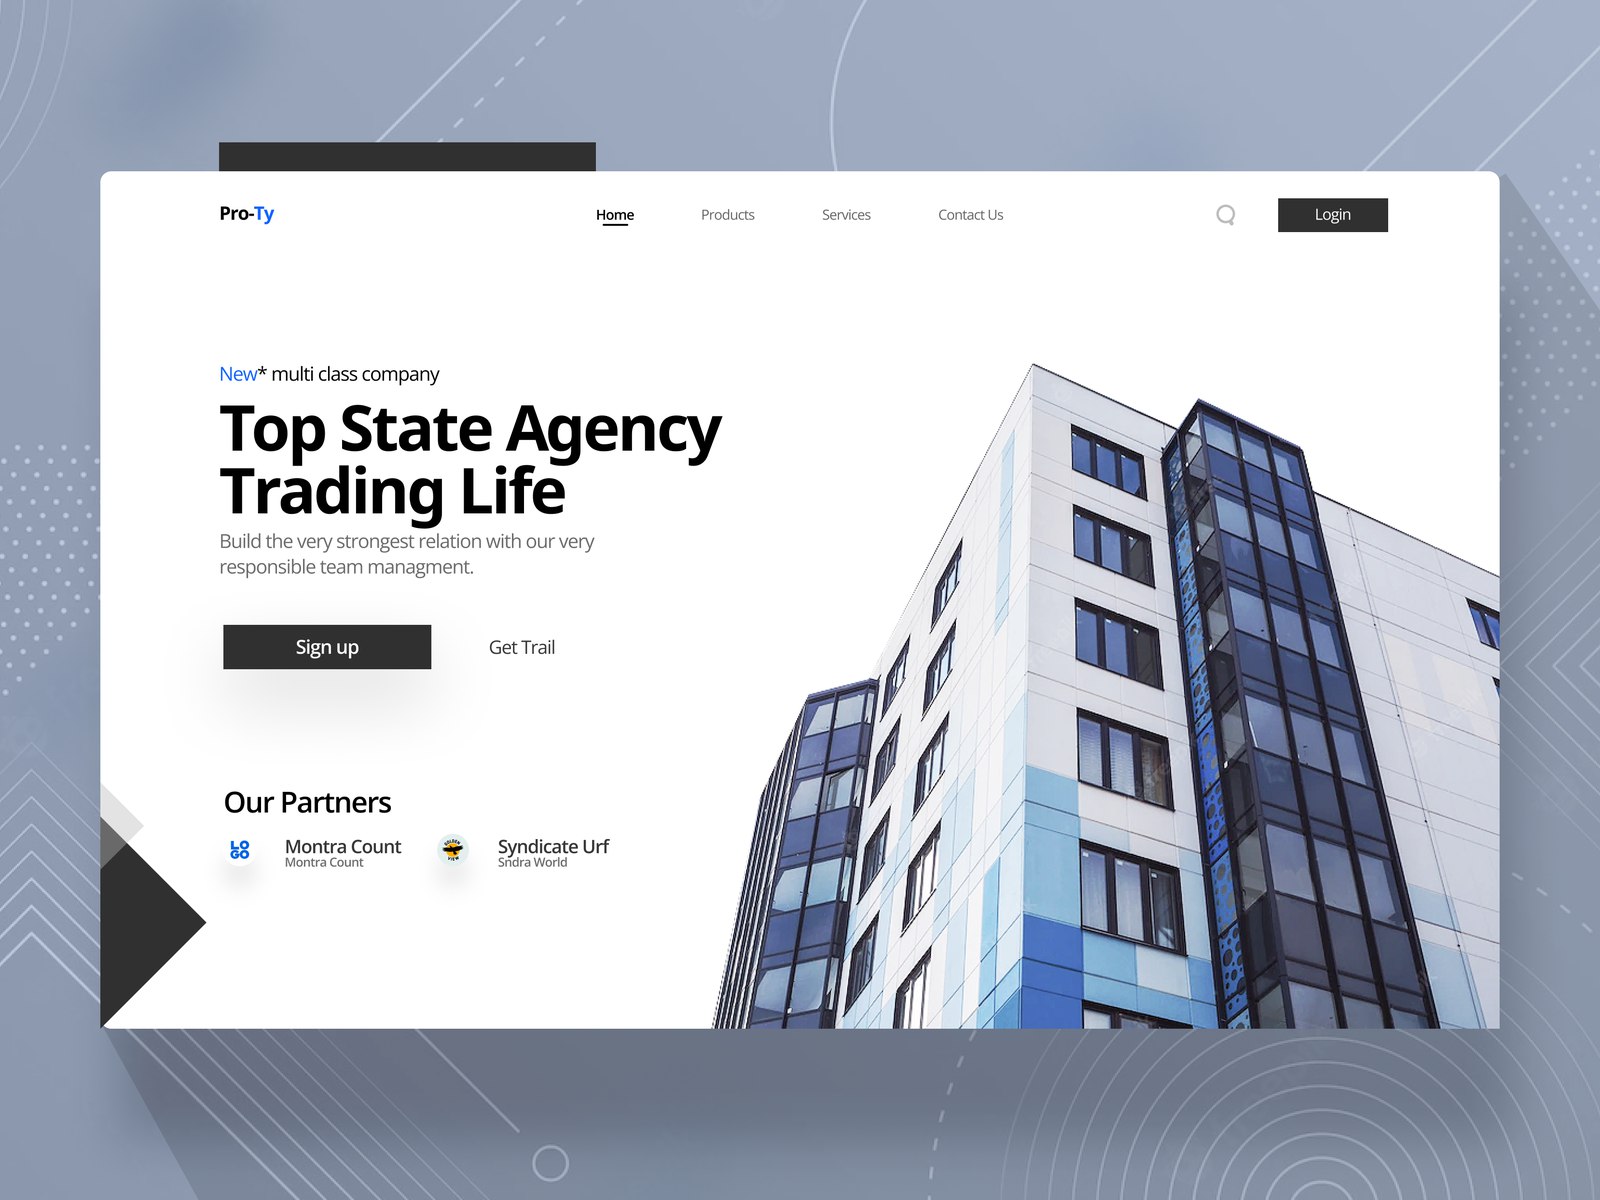 Pro-Ty
Home
Products
Services
Contact Us
Login
New* multi class company
Top State Agency
Trading Life
Build the very strongest relation with our very
responsible team managment.
Sign up
Get Trail
Our Partners
LO
GO
Montra Count
Montra Count
GOLDEN
VIEW
Syndicate Urf
Sndra World